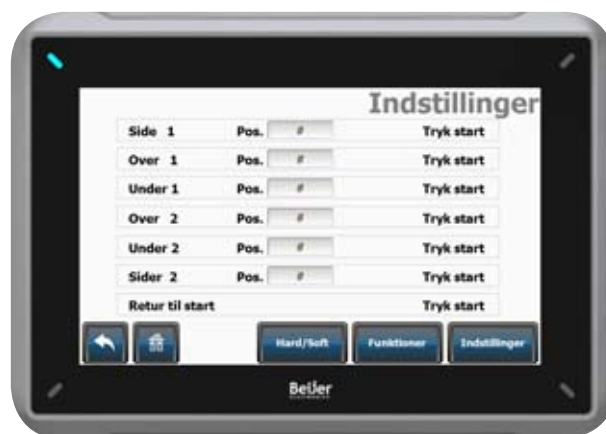 Indstillinger
Side 1 Pos. # Tryk start
Over 1 Pos. # Tryk start
Under 1 Pos. # Tryk start
Over 2 Pos. # Tryk start
Under 2 Pos. # Tryk start
Sider 2 Pos. # Tryk start
Retur til start Tryk start
Hard/Soft Funktioner Indstillinger
Beijer